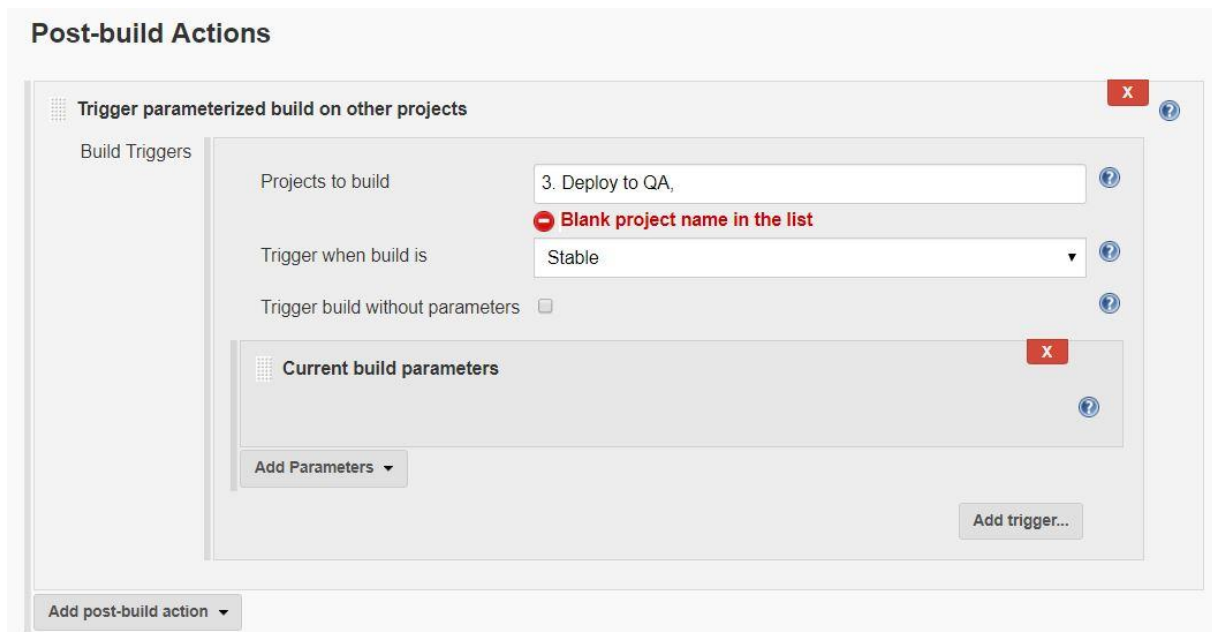 Post-build Actions
Trigger parameterized build on other projects
X
?
Build Triggers
Projects to build
3. Deploy to QA,
?
Blank project name in the list
Trigger when build is
Stable
?
Trigger build without parameters
?
Current build parameters
X
?
Add Parameters
Add trigger...
Add post-build action